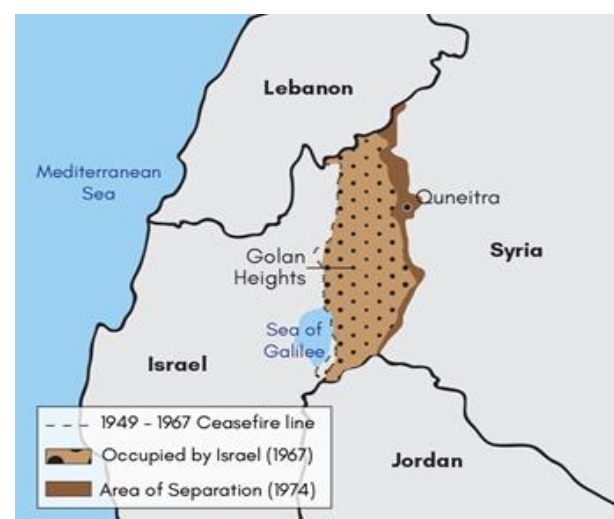 Lebanon
Mediterranean
Sea
Quneitra
Syria
Golan
Heights
Sea of
Galilee
Israel
Jordan
1949 - 1967 Ceasefire line
Occupied by Israel (1967)
Area of Separation (1974)